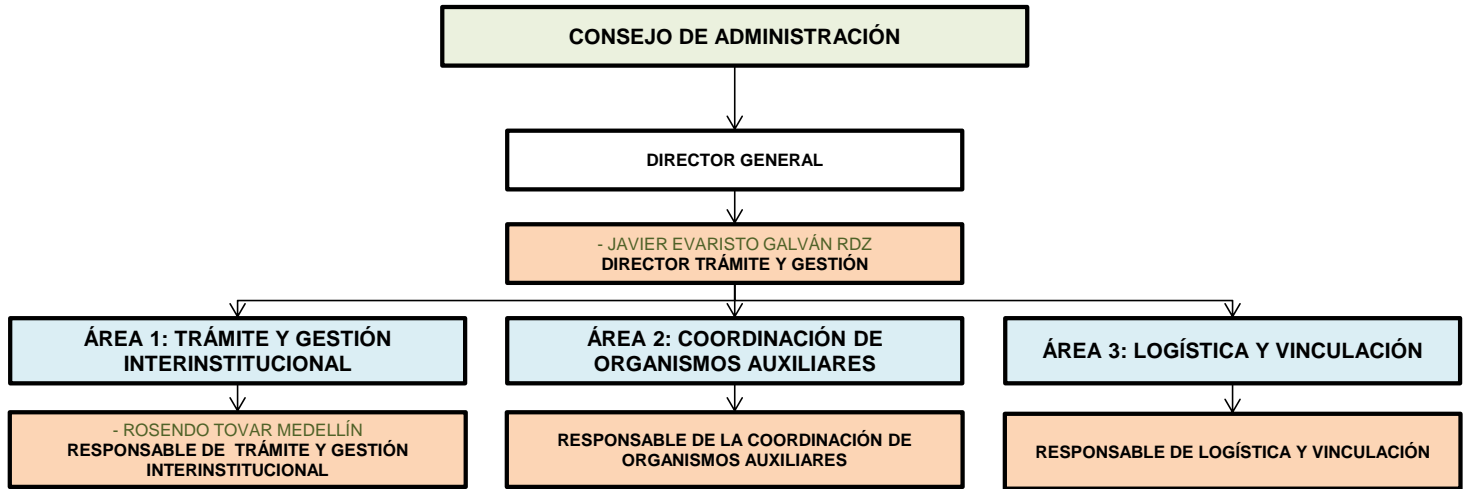 CONSEJO DE ADMINISTRACIÓN
DIRECTOR GENERAL
- JAVIER EVARISTO GALVÁN RDZ
DIRECTOR TRÁMITE Y GESTIÓN
ÁREA 1: TRÁMITE Y GESTIÓN
INTERINSTITUCIONAL
ÁREA 2: COORDINACIÓN DE
ORGANISMOS AUXILIARES
ÁREA 3: LOGÍSTICA Y VINCULACIÓN
- ROSENDO TOVAR MEDELLÍN
RESPONSABLE DE  TRÁMITE Y GESTIÓN
INTERINSTITUCIONAL
RESPONSABLE DE LA COORDINACIÓN DE
ORGANISMOS AUXILIARES
RESPONSABLE DE LOGÍSTICA Y VINCULACIÓN